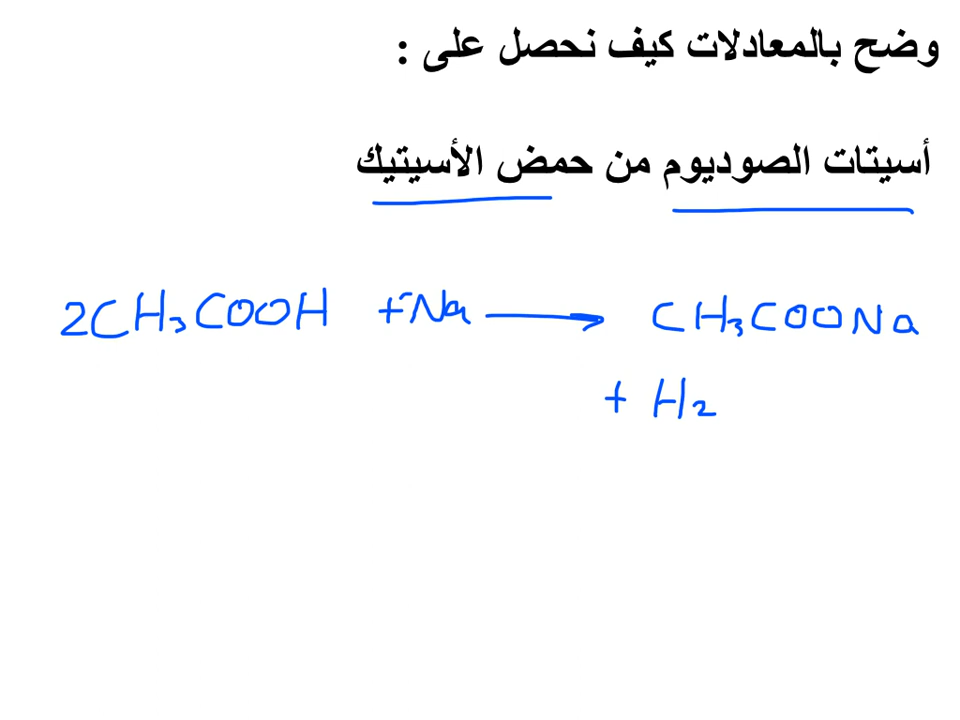 وضح بالمعادلات كيف نحصل على :
أسيتات الصوديوم من حمض الأسيتيك
2CH3COOH + Na → CH3COONa
+ H2